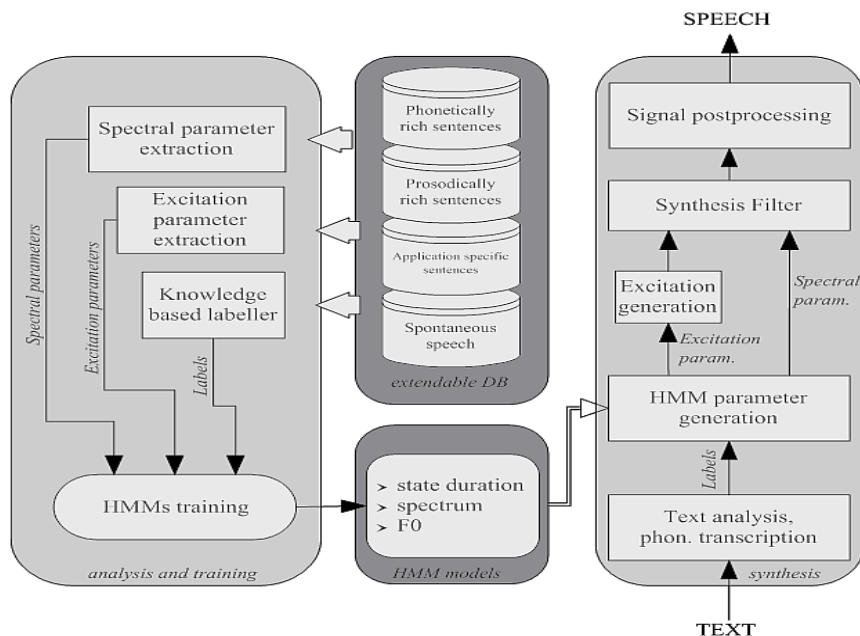 SPEECH
Spectral parameter
extraction
Excitation
parameter
extraction
Knowledge
based labeller
Spectral parameters
Excitation parameters
Labels
HMMs training
analysis and training
Phonetically
rich sentences
Prosodically
rich sentences
Application specific
sentences
Spontaneous
speech
extendable DB
➤ state duration
➤ spectrum
➤ F0
HMM models
Signal postprocessing
Synthesis Filter
Excitation
generation
Spectral
param.
Excitation
param.
HMM parameter
generation
Labels
Text analysis,
phon. transcription
synthesis
TEXT